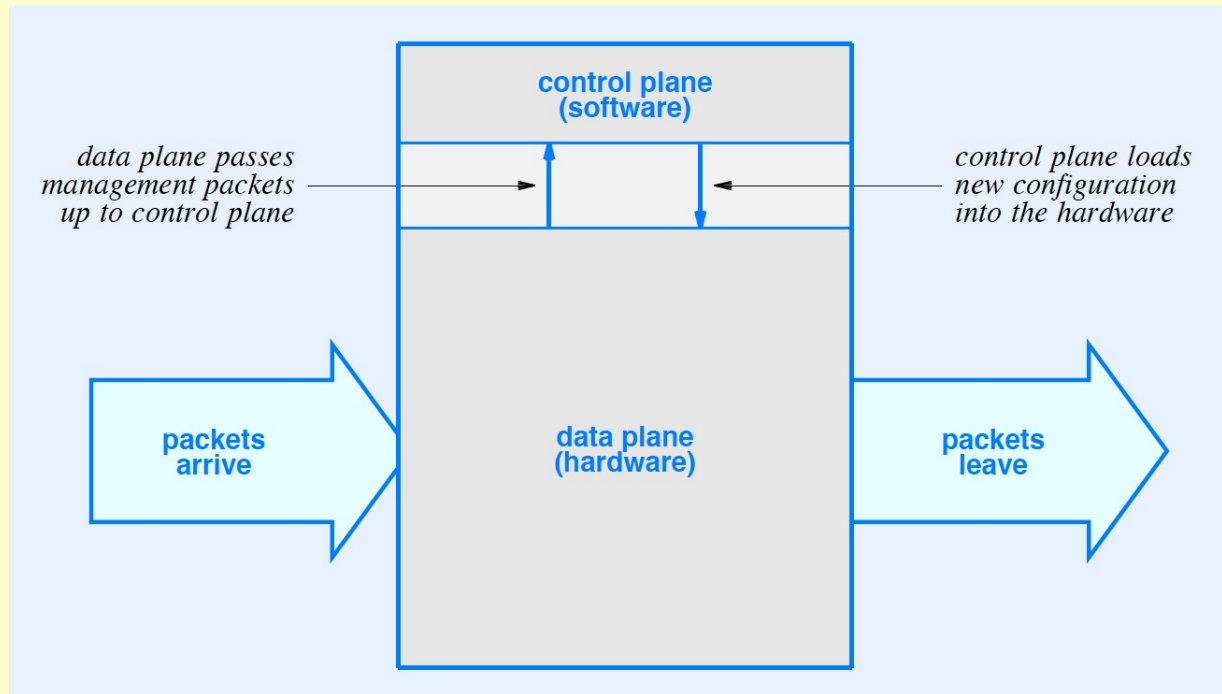 control plane
(software)
data plane passes
management packets
up to control plane
control plane loads
new configuration
into the hardware
packets
arrive
data plane
(hardware)
packets
leave